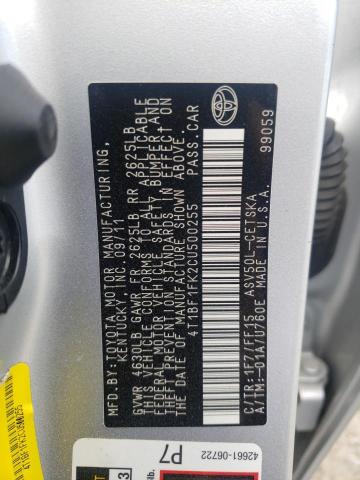 MFD. BY:TOYOTA MOTOR MANUFACTURING,
KENTUCKY, INC. 09/11
GVWR 4630LB GAWR FR 2625LB RR 2625LB
THIS VEHICLE CONFORMS TO ALL APPLICABLE
FEDERAL MOTOR VEHICLE SAFETY, BUMPER, AND
THEFT PREVENTION STANDARDS IN EFFECT ON
THE DATE OF MANUFACTURE SHOWN ABOVE.
4T1BF1FK2CU500255 PASS. CAR
C/TR: 1F7/FF15 ASV50L-CETSKA
A/TM: -01A/U760E MADE IN U.S.A.
99059
42661-06722
P7
4T1BF1FK2CU500255